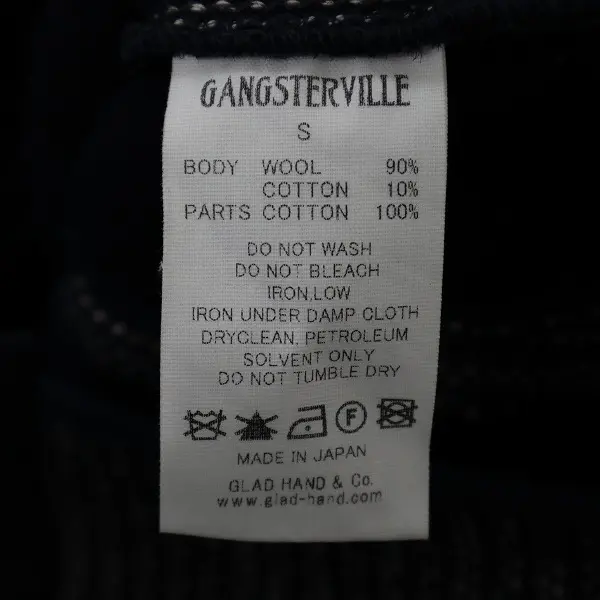 GANGSTERVILLE
S
BODY WOOL 90%
COTTON 10%
PARTS COTTON 100%
DO NOT WASH
DO NOT BLEACH
IRON,LOW
IRON UNDER DAMP CLOTH
DRYCLEAN, PETROLEUM
SOLVENT ONLY
DO NOT TUMBLE DRY
F
MADE IN JAPAN
GLAD HAND & Co.
www.glad-hand.com